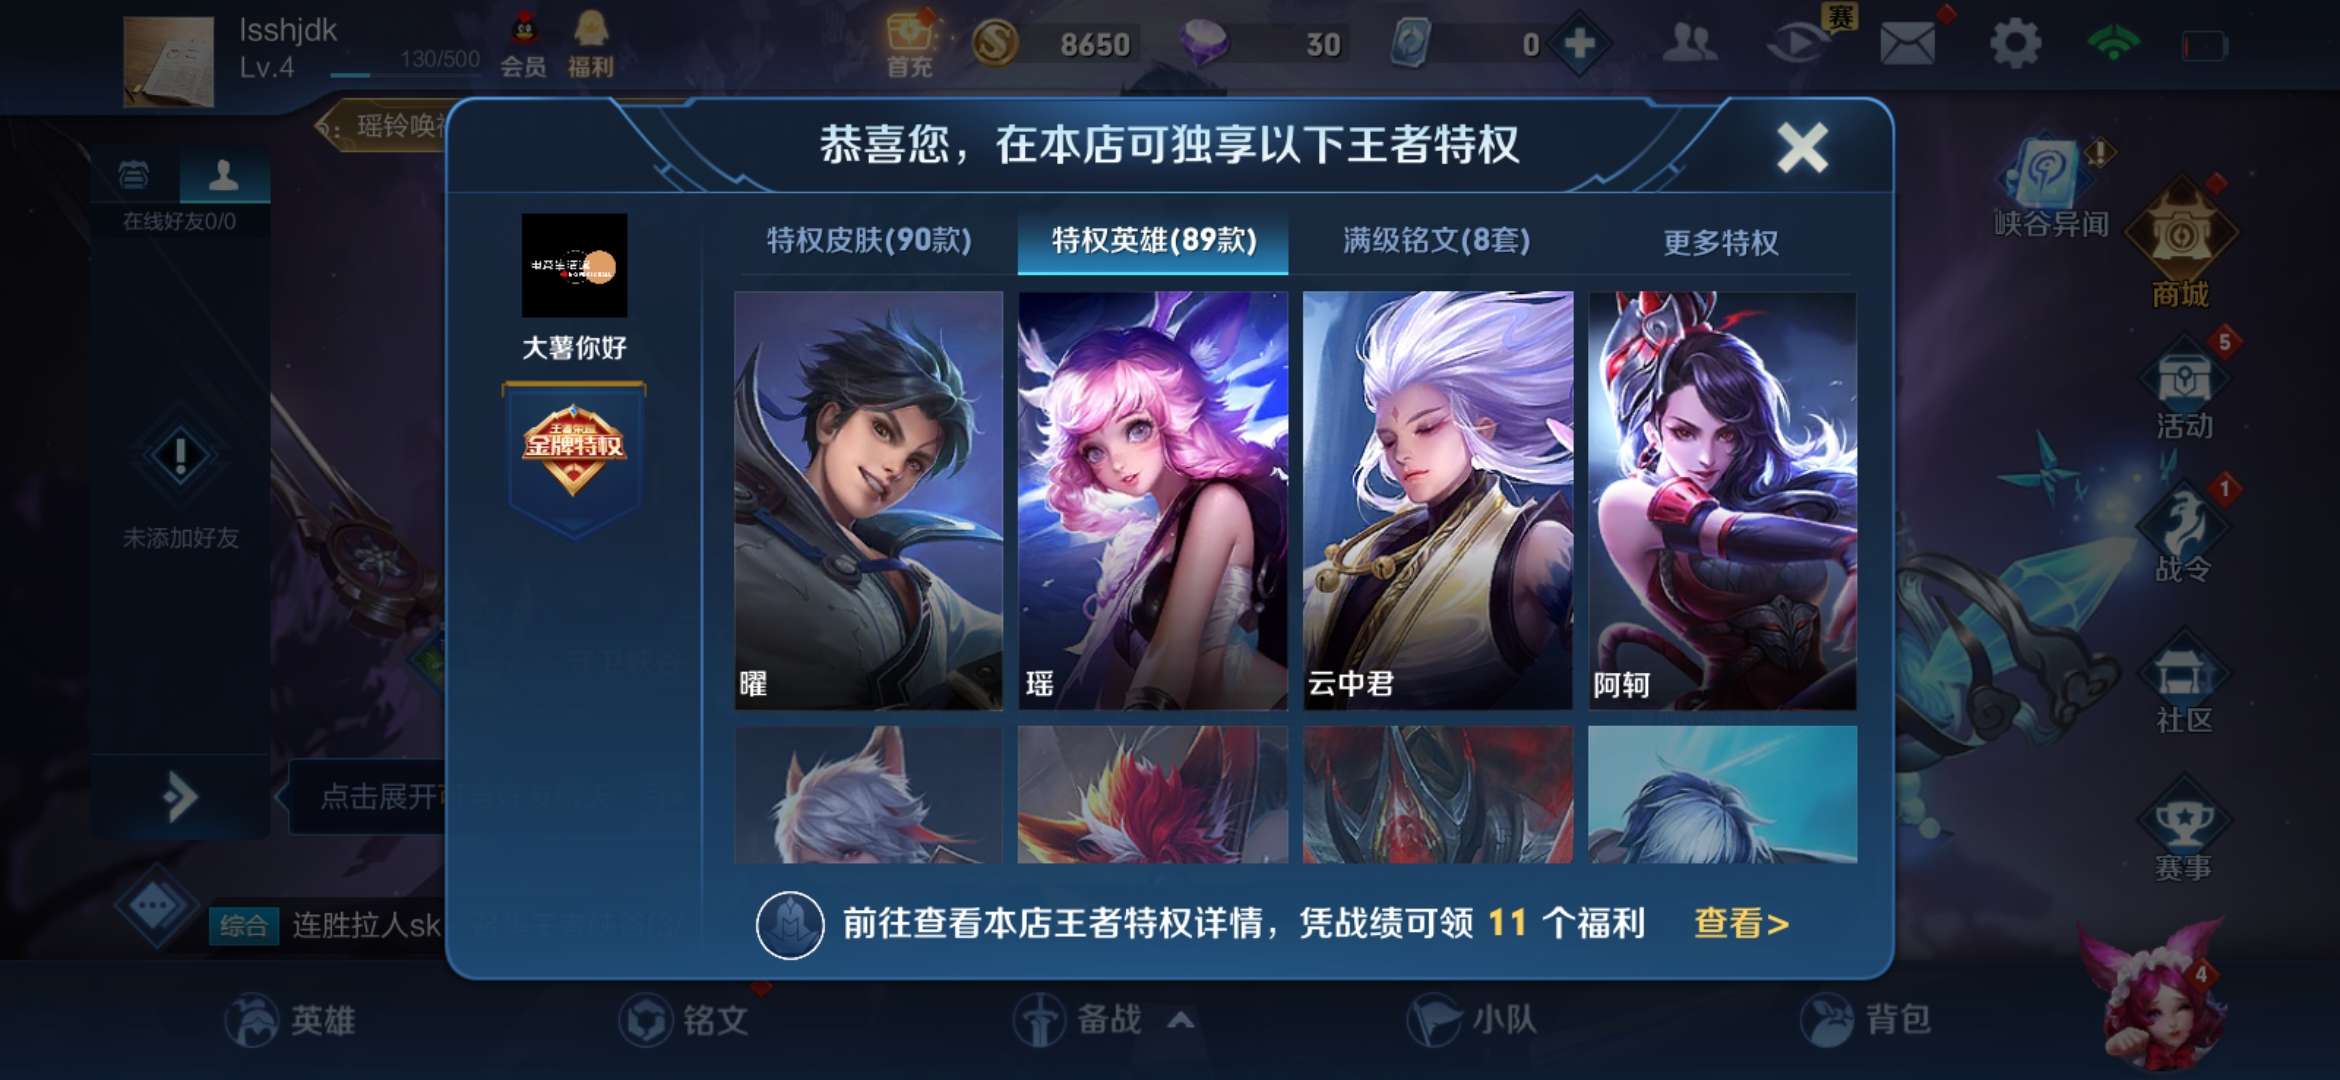 lsshjdk
Lv.4
130/500
会员
福利
首充
8650
30
0
赛
瑶铃唤
恭喜您，在本店可独享以下王者特权
在线好友0/0
未添加好友
点击展开
大薯你好
王者荣耀
金牌特权
特权皮肤(90款)
特权英雄(89款)
满级铭文(8套)
更多特权
曜
瑶
云中君
阿轲
前往查看本店王者特权详情，凭战绩可领 11 个福利
查看>
峡谷异闻
商城
5
活动
1
战令
社区
赛事
综合
连胜拉人sk
英雄
铭文
备战
小队
背包
4